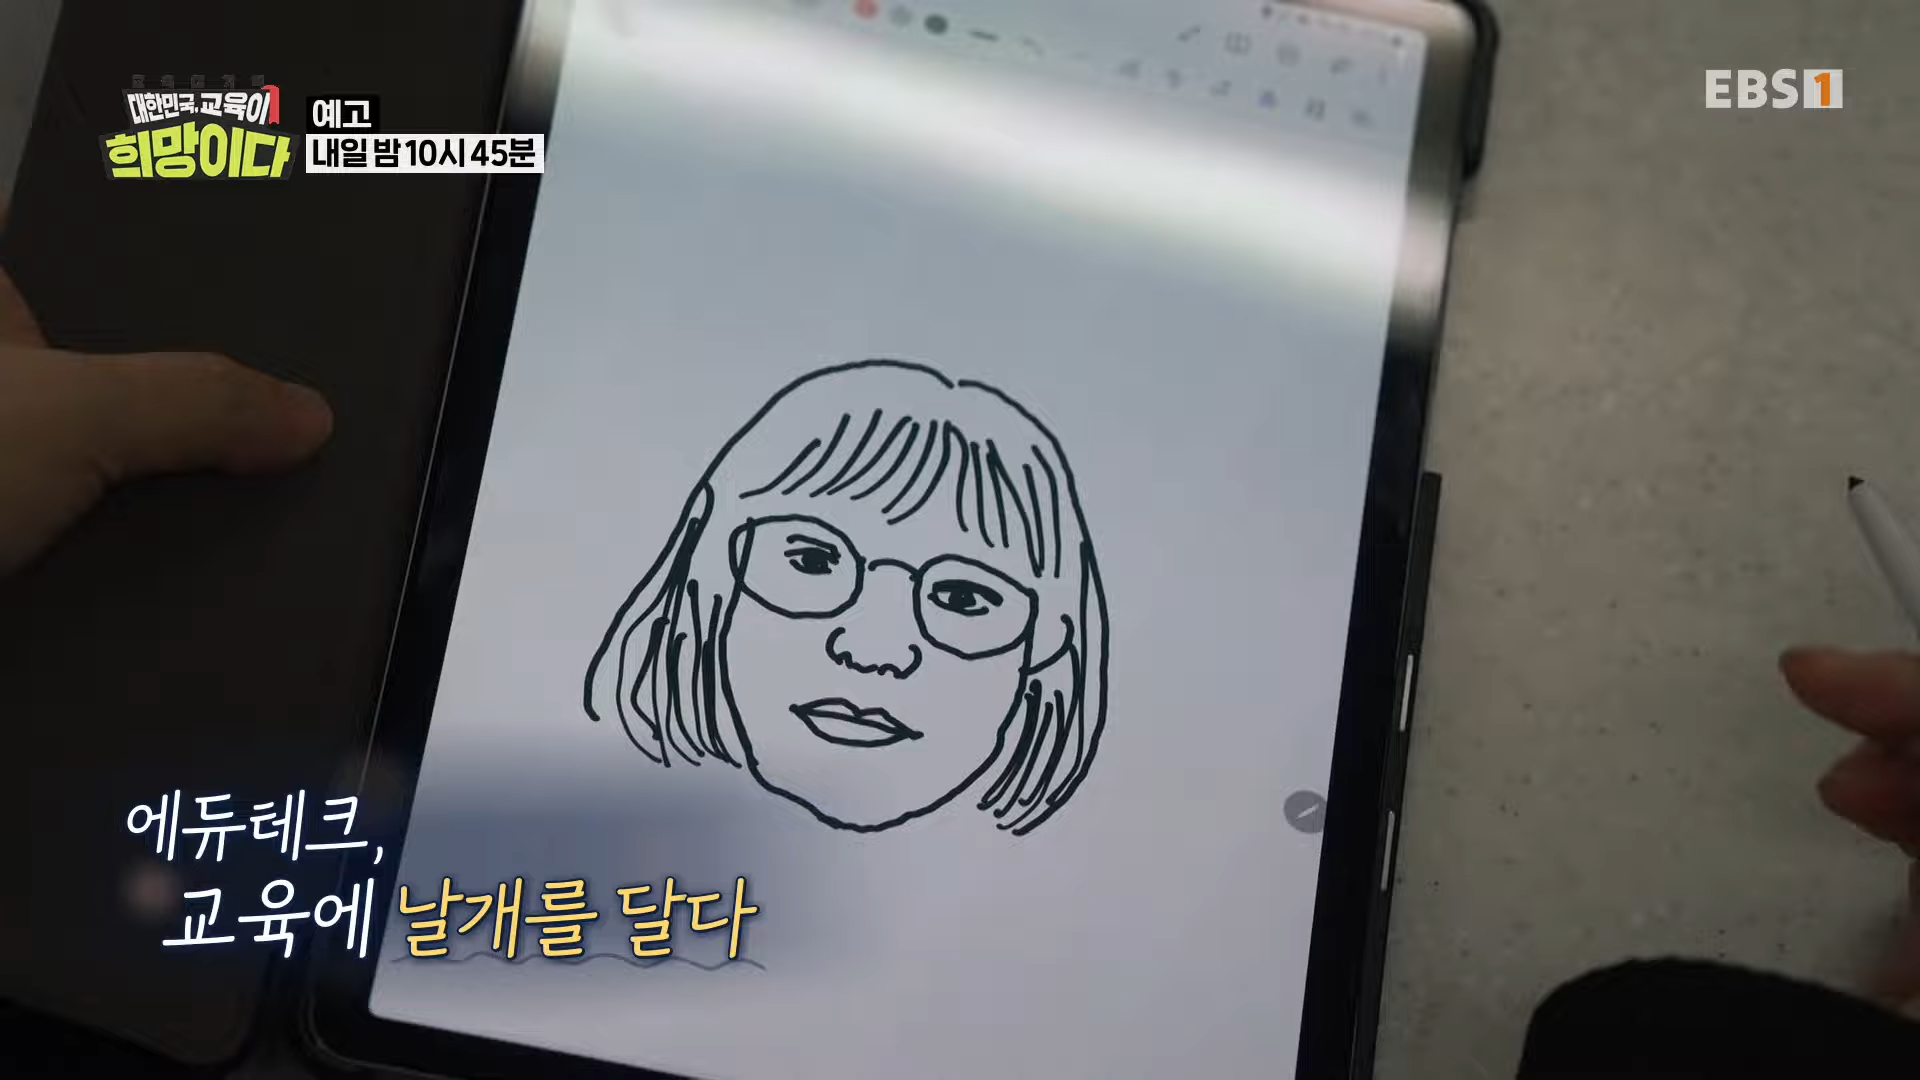 대한민국, 교육이
희망이다
예고
내일 밤 10시 45분
EBS1
에듀테크,
교육에 날개를 달다